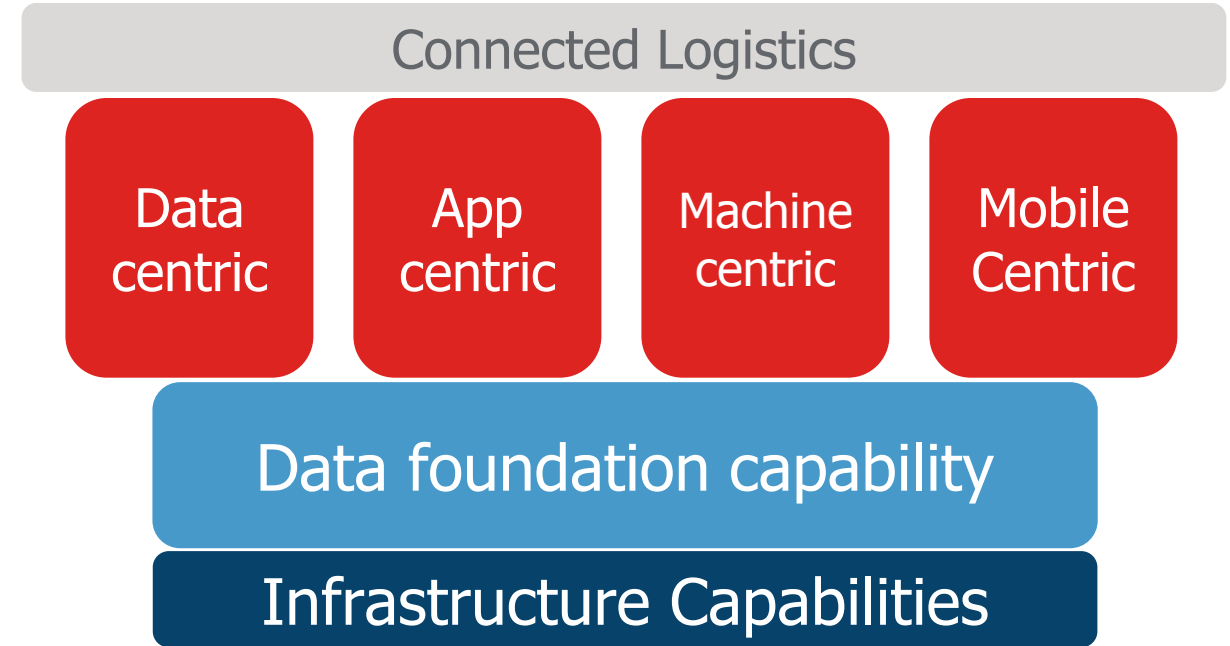 Connected Logistics
Data
centric
App
centric
Machine
centric
Mobile
Centric
Data foundation capability
Infrastructure Capabilities